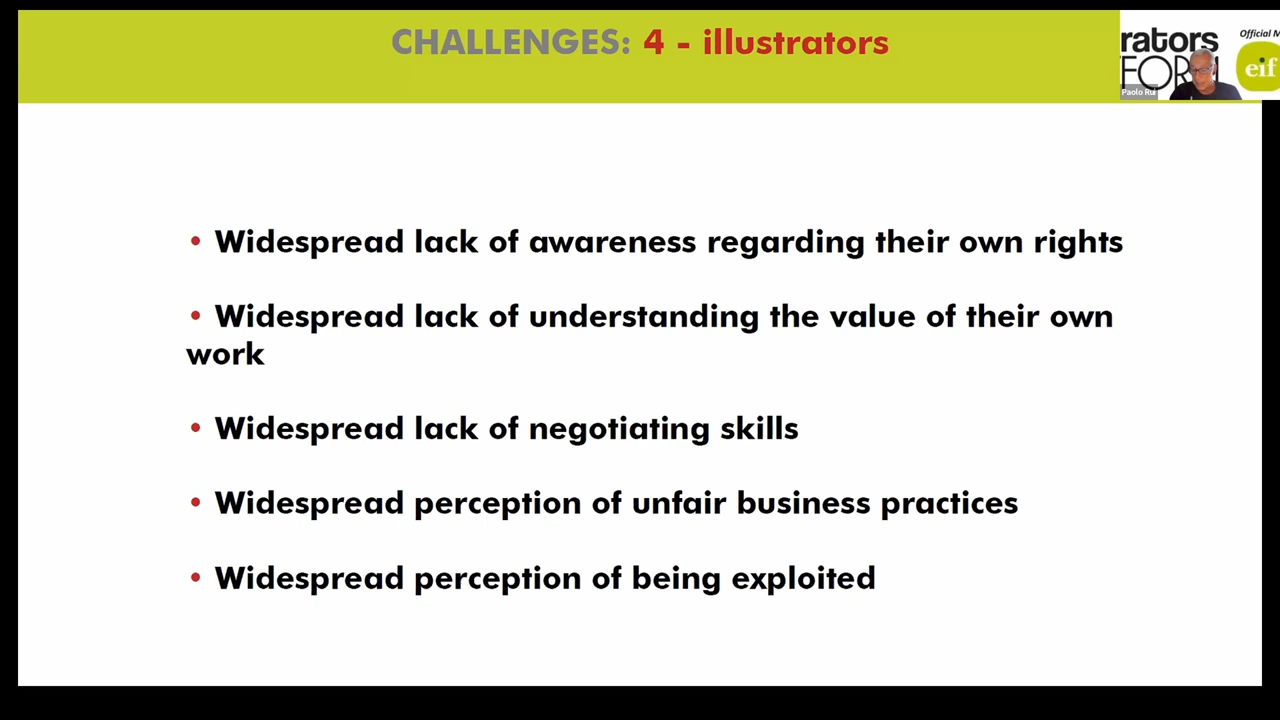 CHALLENGES: 4 - illustrators
rators
Official M
FOR
eif
Paolo Rui
• Widespread lack of awareness regarding their own rights
• Widespread lack of understanding the value of their own
work
• Widespread lack of negotiating skills
• Widespread perception of unfair business practices
• Widespread perception of being exploited